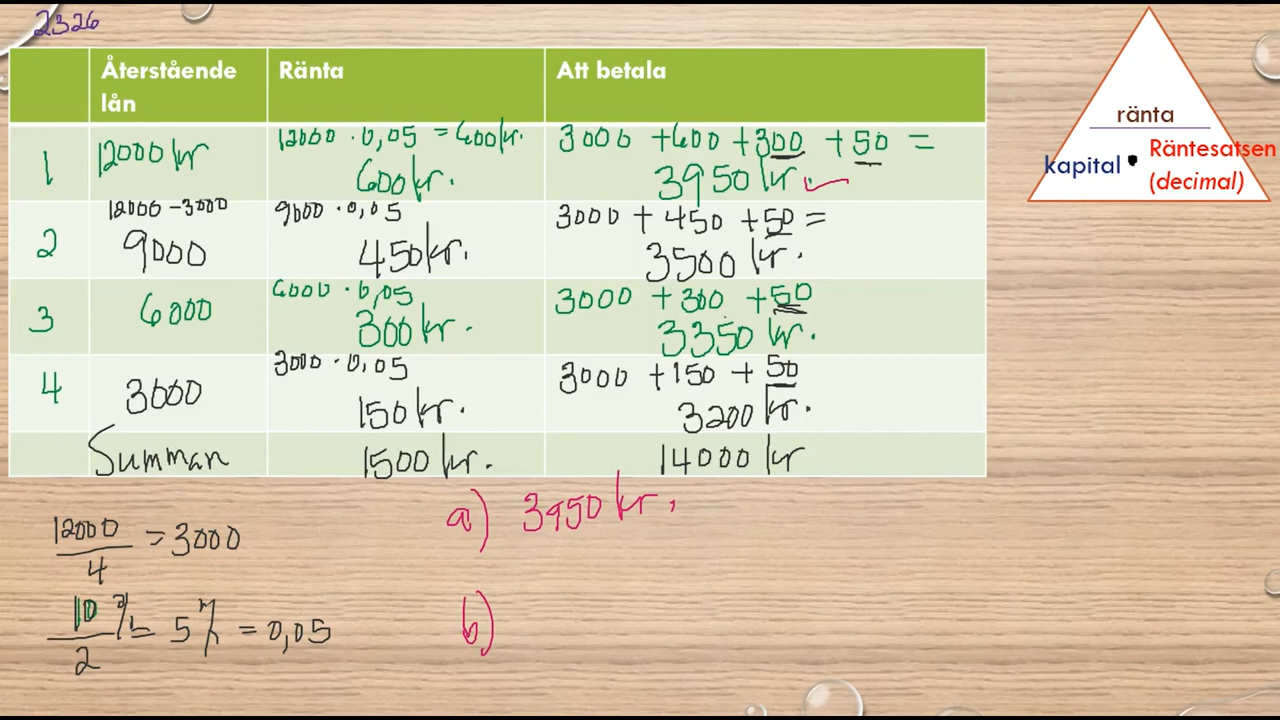 2326
Återstående lån
Ränta
Att betala
1
12000 kr
12000 · 0,05 = 600 kr.
600 kr.
3000 + 600 + 300 + 50 =
3950 kr.
2
12000 - 3000
9000
9000 · 0,05
450 kr.
3000 + 450 + 50 =
3500 kr.
3
6000
6000 · 0,05
300 kr.
3000 + 300 + 50
3350 kr.
4
3000
3000 · 0,05
150 kr.
3000 + 150 + 50
3200 kr.
Summan
1500 kr.
14000 kr
12000/4 = 3000
10%/2 = 5% = 0,05
a) 3950 kr.
b)
ränta
kapital · Räntesatsen
(decimal)